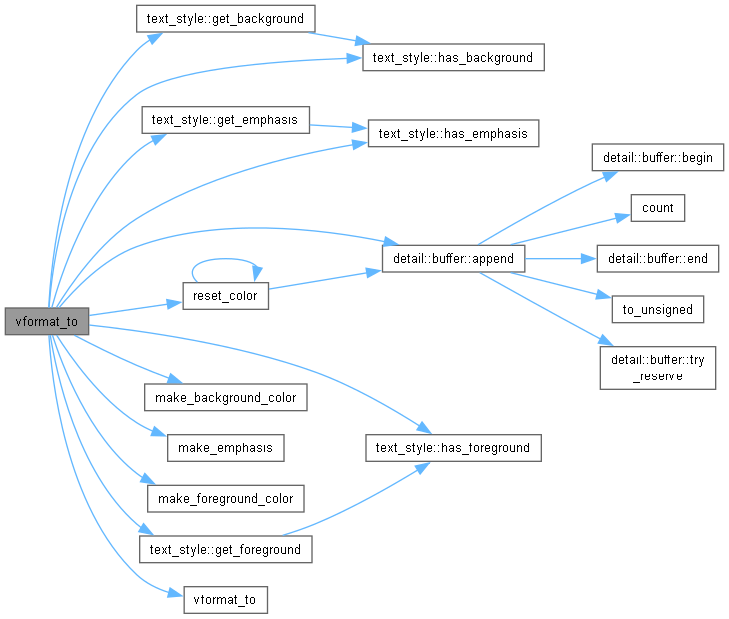 text_style::get_background
text_style::has_background
text_style::get_emphasis
text_style::has_emphasis
detail::buffer::begin
count
detail::buffer::append
detail::buffer::end
reset_color
to_unsigned
vformat_to
detail::buffer::try
_reserve
make_background_color
text_style::has_foreground
make_emphasis
make_foreground_color
text_style::get_foreground
vformat_to